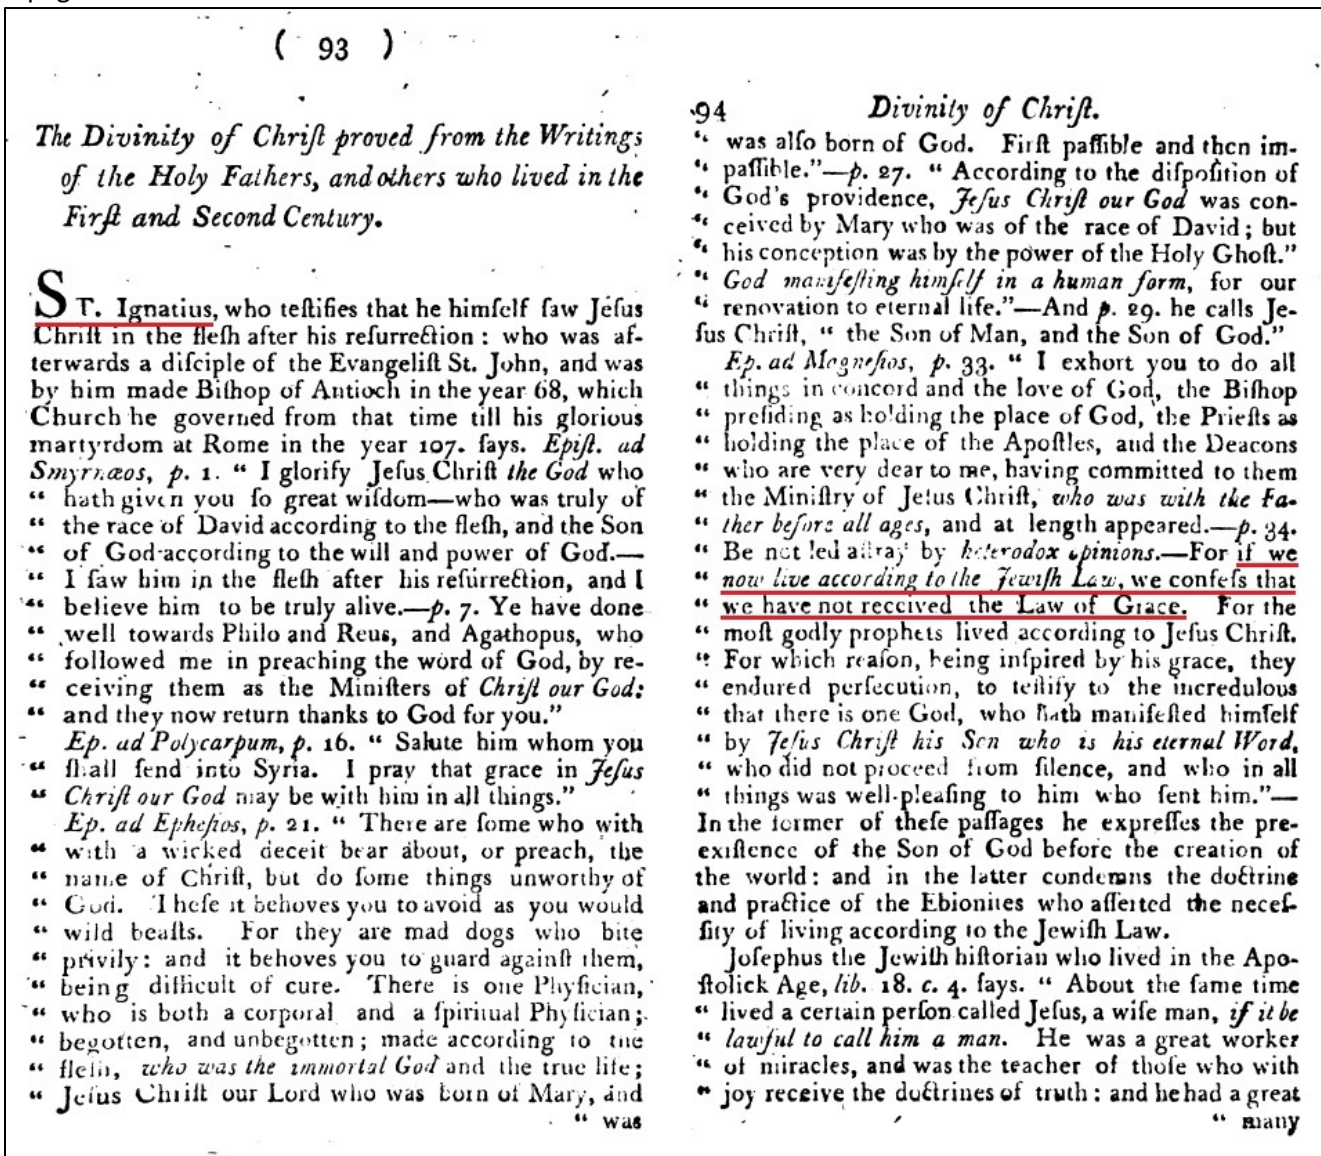 ( 93 )
The Divinity of Chriſt proved from the Writings
of the Holy Fathers, and others who lived in the
Firſt and Second Century.
ST. Ignatius, who teſtifies that he himſelf ſaw Jeſus
Chriſt in the fleſh after his reſurrection : who was af-
terwards a diſciple of the Evangeliſt St. John, and was
by him made Biſhop of Antioch in the year 68, which
Church he governed from that time till his glorious
martyrdom at Rome in the year 107. ſays. Epiſt. ad
Smyrnæos, p. 1. “ I glorify Jeſus Chriſt the God who
“ hath given you ſo great wiſdom—who was truly of
“ the race of David according to the fleſh, and the Son
“ of God according to the will and power of God.—
“ I ſaw him in the fleſh after his reſurrection, and I
“ believe him to be truly alive.—p. 7. Ye have done
“ well towards Philo and Reus, and Agathopus, who
“ followed me in preaching the word of God, by re-
“ ceiving them as the Miniſters of Chriſt our God:
“ and they now return thanks to God for you.”
Ep. ad Polycarpum, p. 16. “ Salute him whom you
“ ſhall ſend into Syria. I pray that grace in Jeſus
“ Chriſt our God may be with him in all things.”
Ep. ad Epheſios, p. 21. “ There are ſome who with
“ with a wicked deceit bear about, or preach, the
“ name of Chriſt, but do ſome things unworthy of
“ God. Theſe it behoves you to avoid as you would
“ wild beaſts. For they are mad dogs who bite
“ privily: and it behoves you to guard againſt them,
“ being difficult of cure. There is one Phyſician,
“ who is both a corporal and a ſpiritual Phyſician;
“ begotten, and unbegotten; made according to the
“ fleſh, who was the immortal God and the true life;
“ Jeſus Chriſt our Lord who was born of Mary, and
“ was
94 Divinity of Chriſt.
“ was alſo born of God. Firſt paſſible and then im-
“ paſſible.”—p. 27. “ According to the diſpoſition of
“ God's providence, Jeſus Chriſt our God was con-
“ ceived by Mary who was of the race of David; but
“ his conception was by the power of the Holy Ghoſt.”
“ God manifeſting himſelf in a human form, for our
“ renovation to eternal life.”—And p. 29. he calls Je-
ſus Chriſt, “ the Son of Man, and the Son of God.”
Ep. ad Magneſios, p. 33. “ I exhort you to do all
“ things in concord and the love of God, the Biſhop
“ preſiding as holding the place of God, the Prieſts as
“ holding the place of the Apoſtles, and the Deacons
“ who are very dear to me, having committed to them
“ the Miniſtry of Jeſus Chriſt, who was with the Fa-
“ ther before all ages, and at length appeared.—p. 34.
“ Be not led aſtray by heterodox opinions.—For if we
“ now live according to the Jewiſh Law, we confeſs that
“ we have not received the Law of Grace. For the
“ moſt godly prophets lived according to Jeſus Chriſt.
“ For which reaſon, being inſpired by his grace, they
“ endured perſecution, to teſtify to the incredulous
“ that there is one God, who hath manifeſted himſelf
“ by Jeſus Chriſt his Son who is his eternal Word,
“ who did not proceed from ſilence, and who in all
“ things was well-pleaſing to him who ſent him.”—
In the former of theſe paſſages he expreſſes the pre-
exiſtence of the Son of God before the creation of
the world: and in the latter condemns the doctrine
and practice of the Ebionites who aſſerted the neceſ-
ſity of living according to the Jewiſh Law.
Joſephus the Jewiſh hiſtorian who lived in the Apo-
ſtolick Age, lib. 18. c. 4. ſays. “ About the ſame time
“ lived a certain perſon called Jeſus, a wiſe man, if it be
“ lawful to call him a man. He was a great worker
“ of miracles, and was the teacher of thoſe who with
“ joy receive the doctrines of truth: and he had a great
“ many